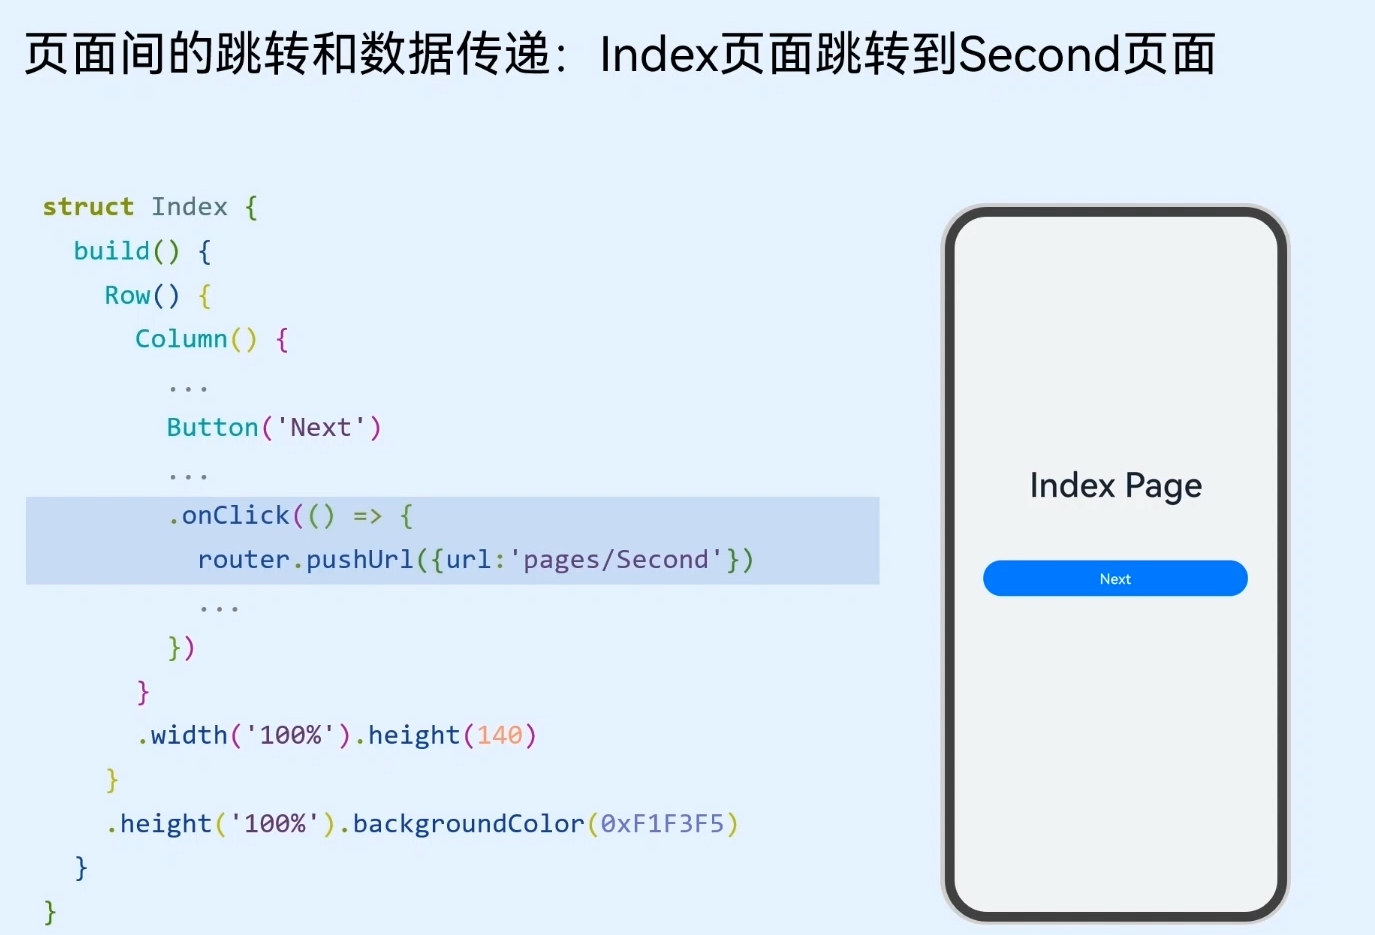 页面间的跳转和数据传递：Index页面跳转到Second页面
struct Index {
build() {
Row() {
Column() {
...
Button('Next')
...
.onClick(() => {
router.pushUrl({url:'pages/Second'})
...
})
}
.width('100%').height(140)
}
.height('100%').backgroundColor(0xF1F3F5)
}
}
Index Page
Next